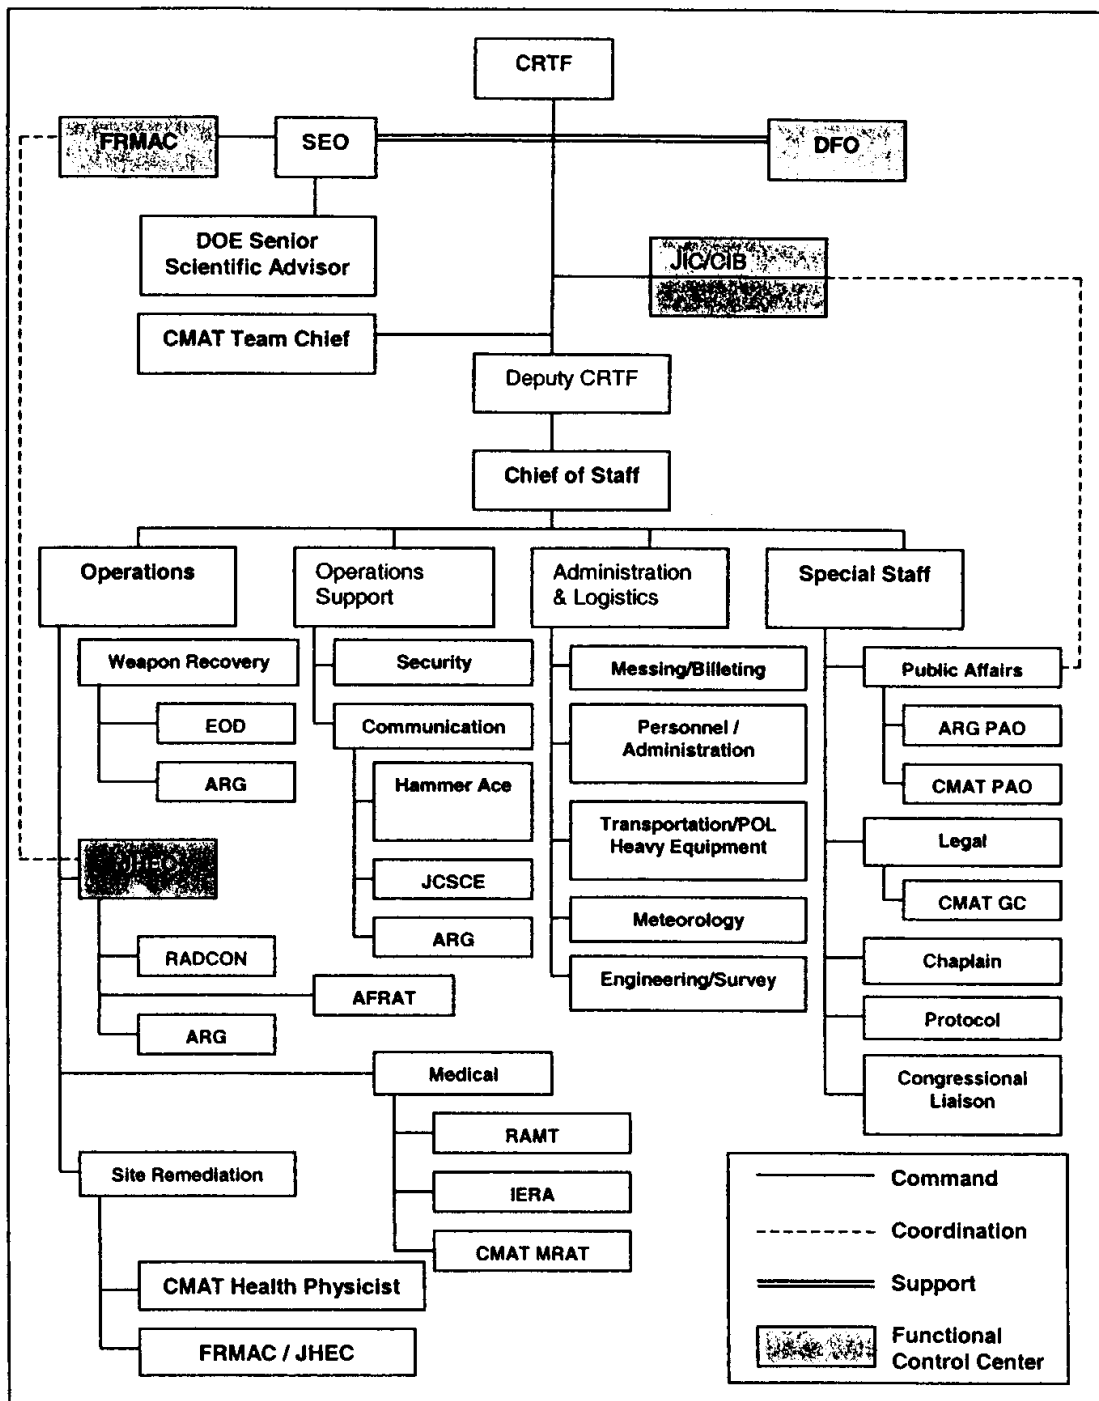 CRTF
FRMAC
SEO
DFO
DOE Senior
Scientific Advisor
JIC/CIB
CMAT Team Chief
Deputy CRTF
Chief of Staff
Operations
Operations
Support
Administration
& Logistics
Special Staff
Weapon Recovery
EOD
ARG
RADCON
AFRAT
ARG
Medical
RAMT
IERA
CMAT MRAT
Site Remediation
CMAT Health Physicist
FRMAC / JHEC
Security
Communication
Hammer Ace
JCSCE
ARG
Messing/Billeting
Personnel /
Administration
Transportation/POL
Heavy Equipment
Meteorology
Engineering/Survey
Public Affairs
ARG PAO
CMAT PAO
Legal
CMAT GC
Chaplain
Protocol
Congressional
Liaison
Command
Coordination
Support
Functional
Control Center